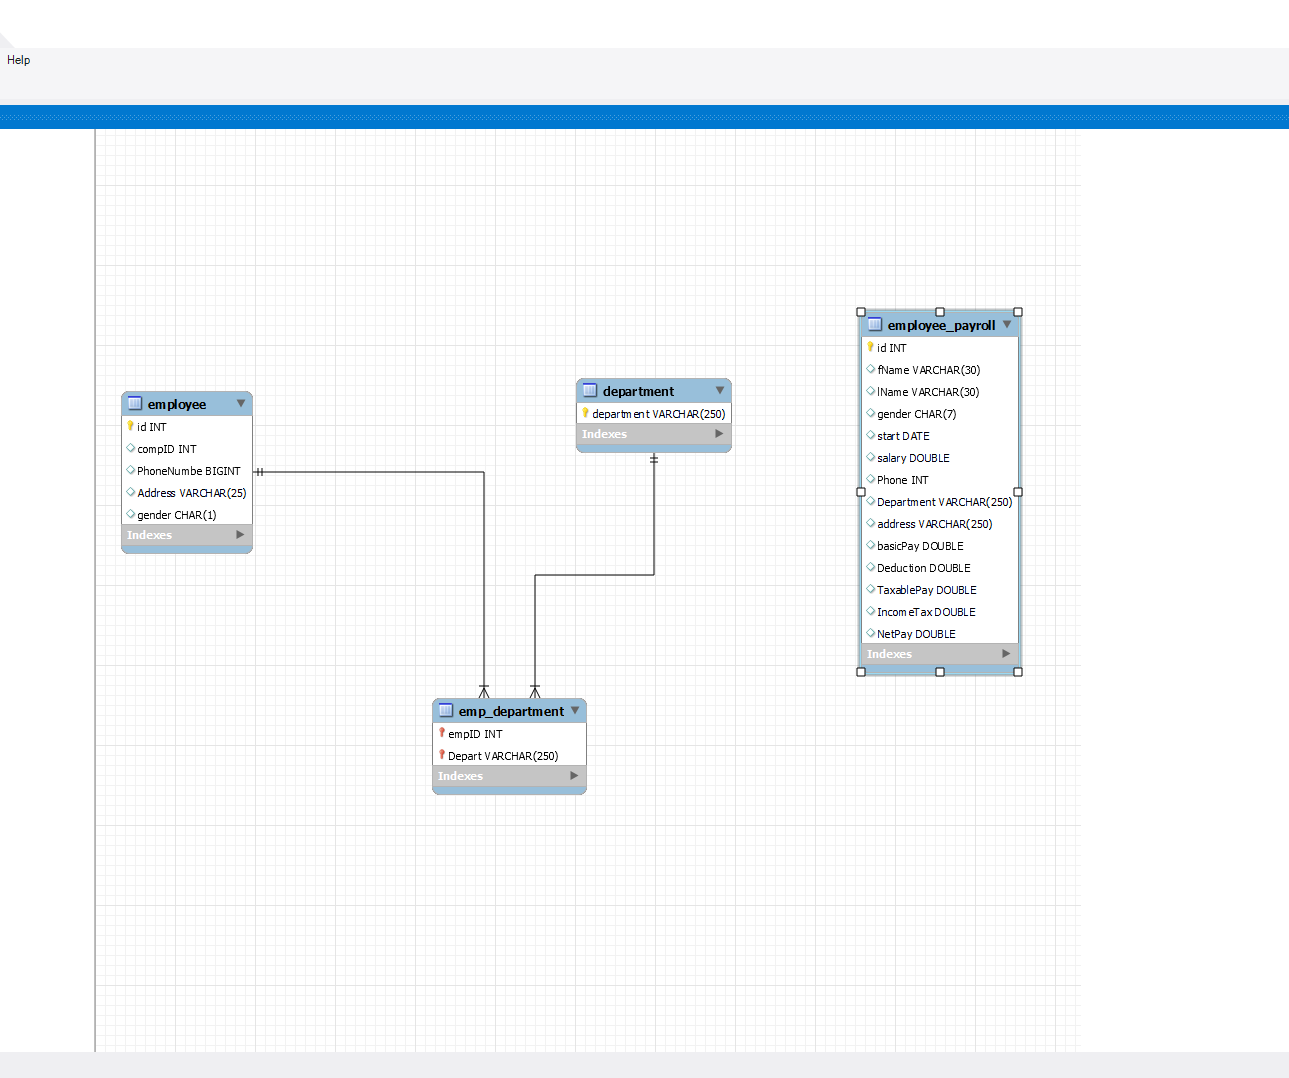 Help
employee
id INT
compID INT
PhoneNumbe BIGINT
Address VARCHAR(25)
gender CHAR(1)
Indexes
department
department VARCHAR(250)
Indexes
employee_payroll
id INT
fName VARCHAR(30)
lName VARCHAR(30)
gender CHAR(7)
start DATE
salary DOUBLE
Phone INT
Department VARCHAR(250)
address VARCHAR(250)
basicPay DOUBLE
Deduction DOUBLE
TaxablePay DOUBLE
IncomeTax DOUBLE
NetPay DOUBLE
Indexes
emp_department
empID INT
Depart VARCHAR(250)
Indexes